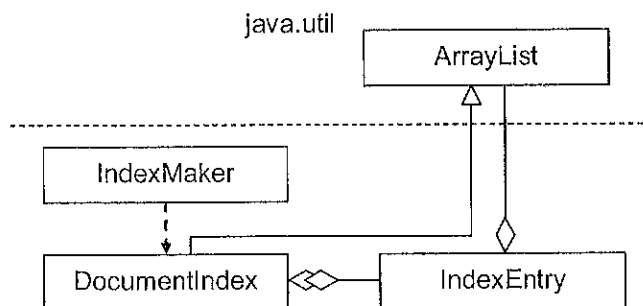 java.util
ArrayList
IndexMaker
DocumentIndex
IndexEntry